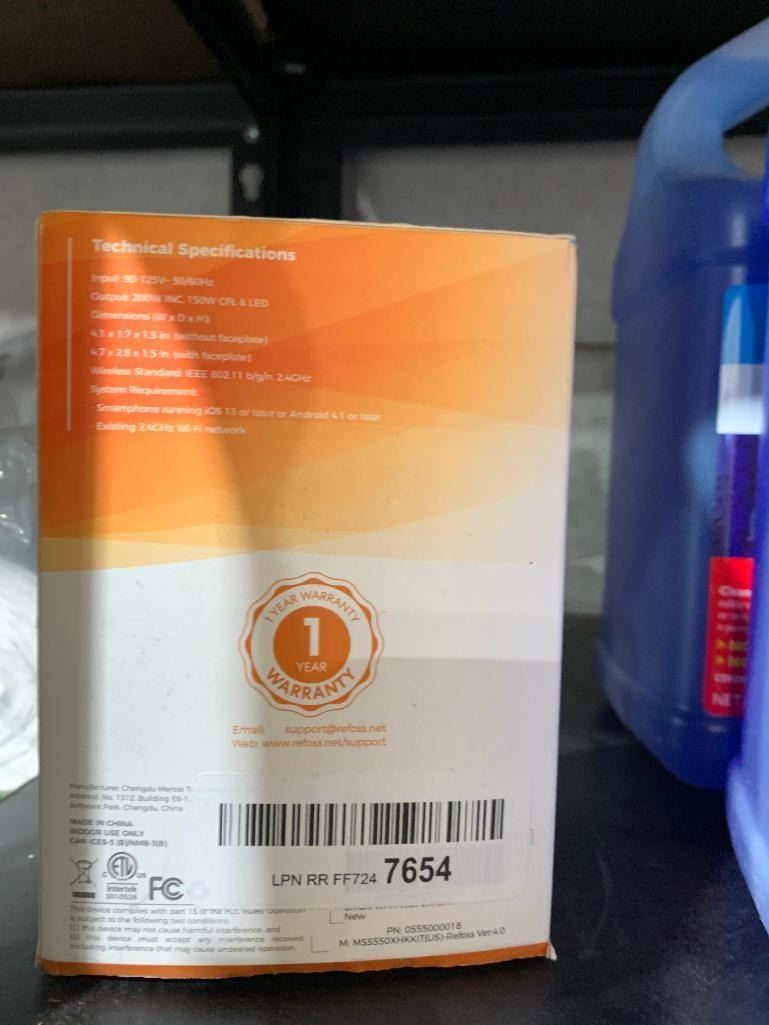 Technical Specifications
Input: 90-125V~ 50/60Hz
Output: 200W INC, 150W CFL & LED
Dimensions (W x D x H):
4.1 x 1.7 x 1.5 in. (without faceplate)
4.7 x 2.8 x 1.5 in. (with faceplate)
Wireless Standard: IEEE 802.11 b/g/n, 2.4GHz
System Requirement:
· Smartphone running iOS 13 or later or Android 4.1 or later
· Existing 2.4GHz Wi-Fi network
1 YEAR WARRANTY
1
YEAR
WARRANTY
Email: support@refoss.net
Web: www.refoss.net/support
Manufacturer: Chengdu Meross T
Address: No. 1312, Building E6-1,
Software Park, Chengdu, China
MADE IN CHINA
INDOOR USE ONLY
CAN ICES-3 (B)/NMB-3(B)
C ETL US
Intertek
5010526
FC
LPN RR FF724 7654
This device complies with part 15 of the FCC Rules Operation
is subject to the following two conditions:
(1) this device may not cause harmful interference, and
(2) this device must accept any interference received,
including interference that may cause undesired operation.
New
PN: 0555000018
M: MSS550XHKKIT(US)-Refoss Ver4.0
Clean
> NO
> NO
NET